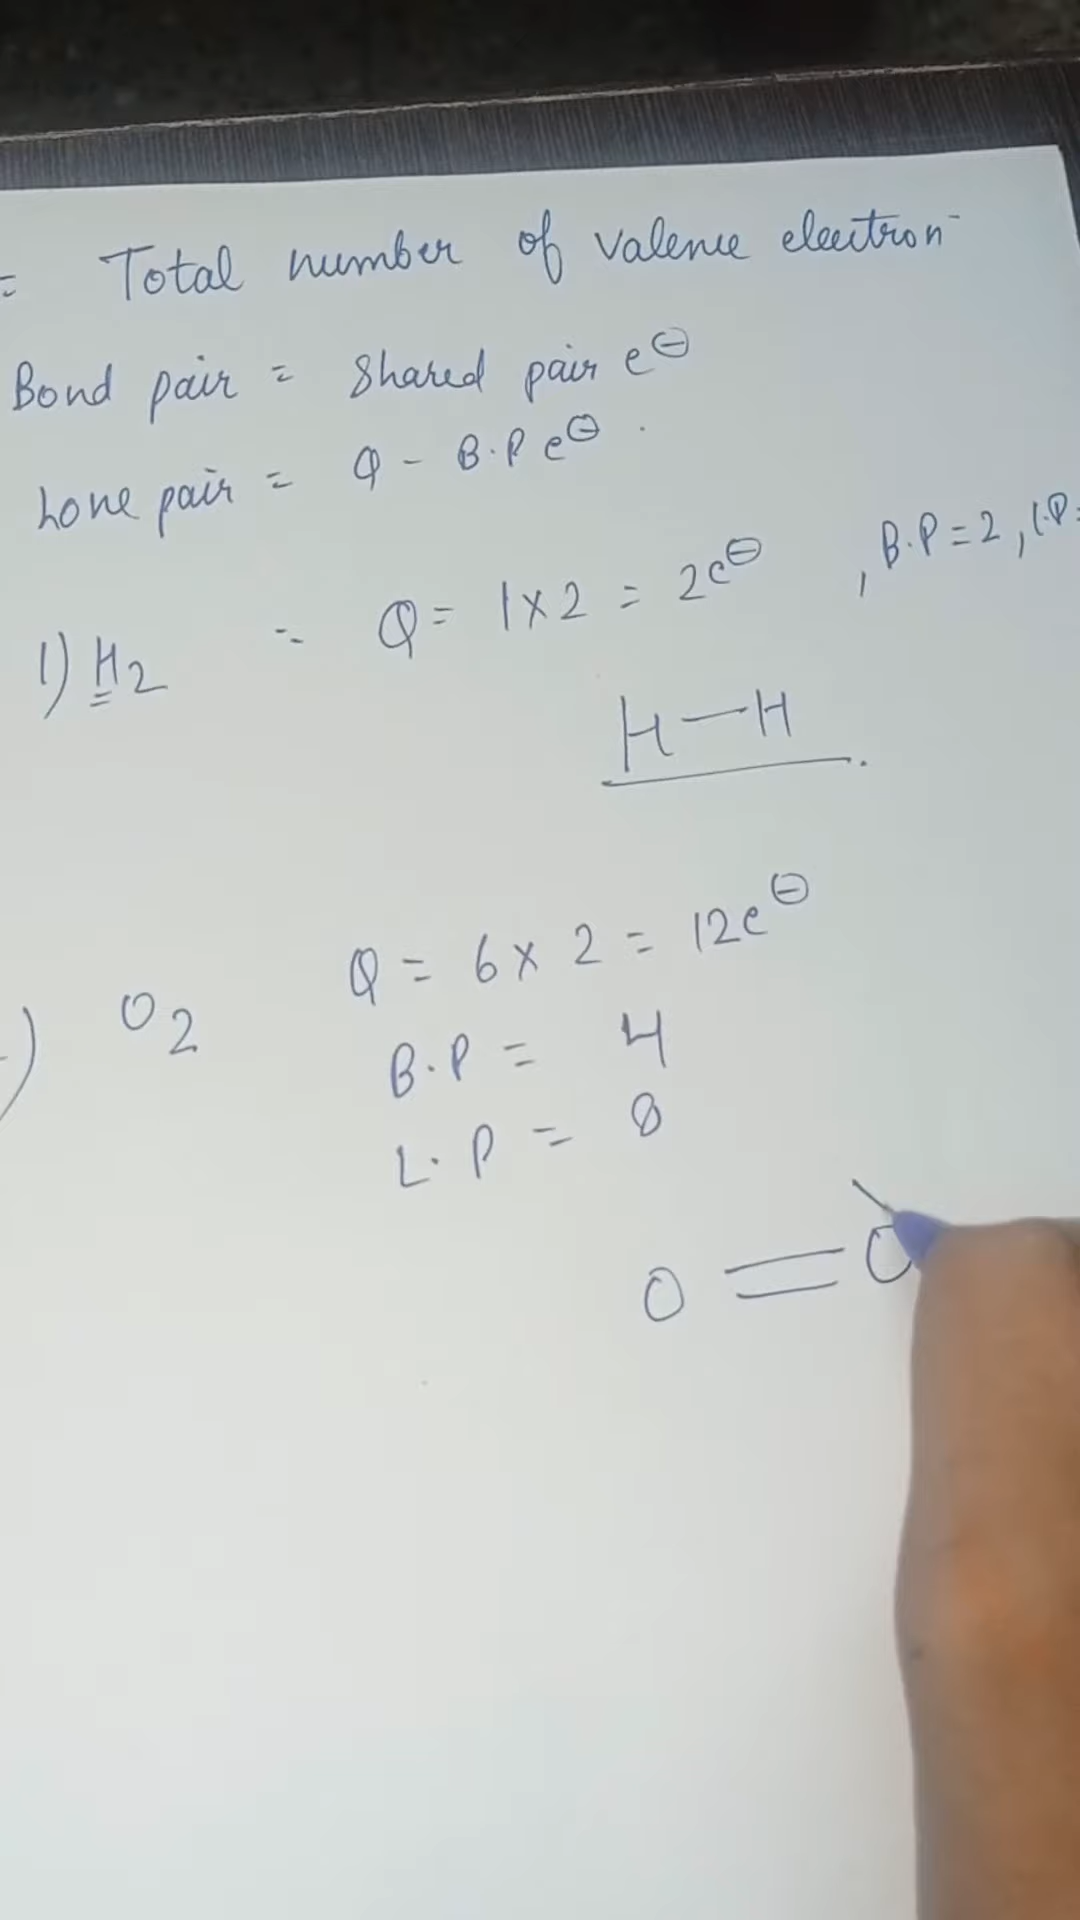 = Total number of valence electron
Bond pair = Shared pair e⊖
Lone pair = Q - B.P e⊖.
1) H2 = Q = 1 x 2 = 2e⊖, B.P = 2, L.P =
H - H
) O2 Q = 6 x 2 = 12e⊖
B.P = 4
L.P = 8
O = O